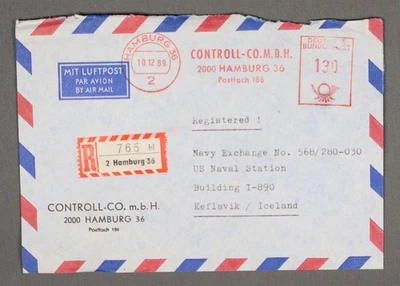 HAMBURG 36
10.12.69
2
CONTROLL-CO.M.B.H.
2000 HAMBURG 36
Postfach 186
DEUTSCHE
BUNDESPOST
130
MIT LUFTPOST
PAR AVION
BY AIR MAIL
Registered !
R
766
2 Hamburg 36
Navy Exchange No. 568/280-030
US Naval Station
Building I-890
Keflavik / Iceland
CONTROLL-CO. m.b.H.
2000 HAMBURG 36
Postfach 186